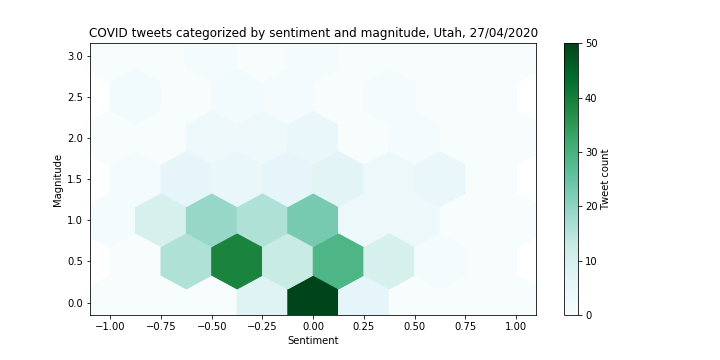 COVID tweets categorized by sentiment and magnitude, Utah, 27/04/2020
3.0
2.5
2.0
1.5
1.0
0.5
0.0
Magnitude
−1.00 −0.75 −0.50 −0.25 0.00 0.25 0.50 0.75 1.00
Sentiment
50
40
30
20
10
0
Tweet count